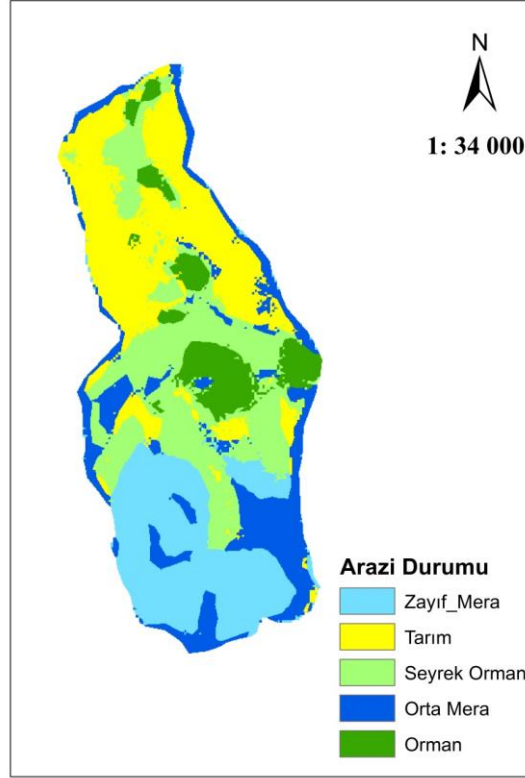 N
1: 34 000
Arazi Durumu
Zayıf_Mera
Tarım
Seyrek Orman
Orta Mera
Orman